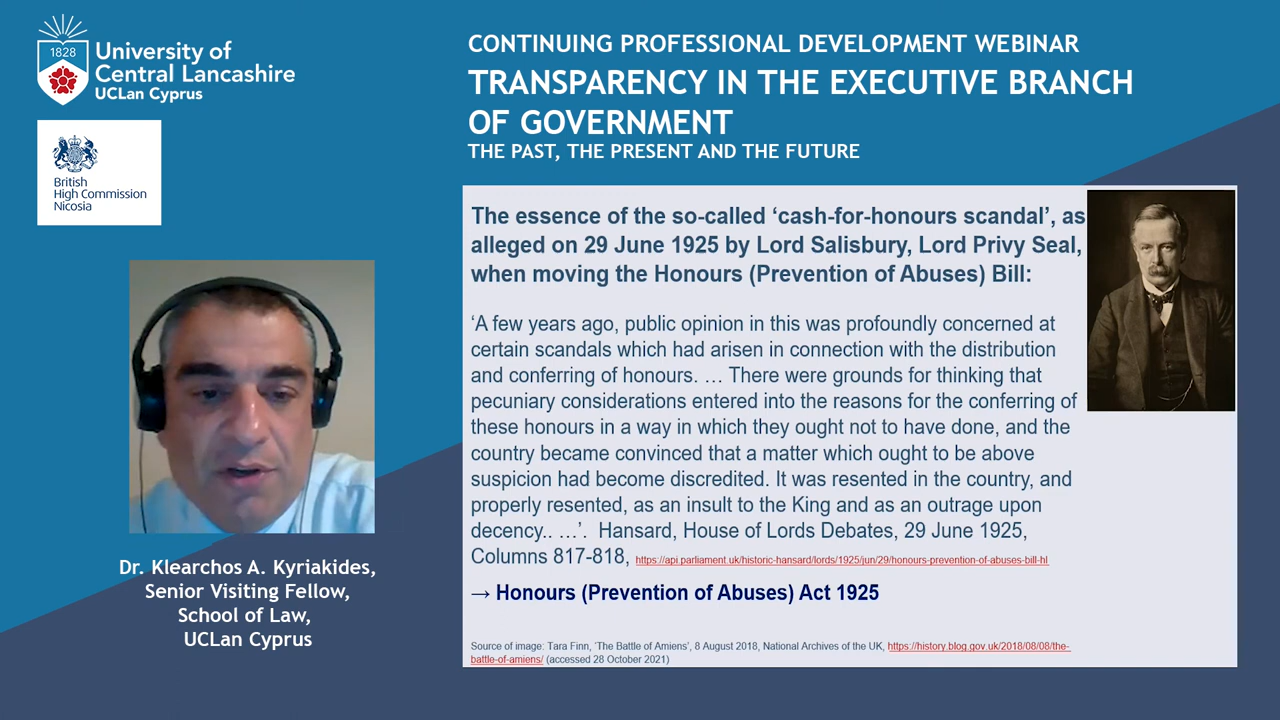 1828
University of
Central Lancashire
UCLan Cyprus
British
High Commission
Nicosia
CONTINUING PROFESSIONAL DEVELOPMENT WEBINAR
TRANSPARENCY IN THE EXECUTIVE BRANCH
OF GOVERNMENT
THE PAST, THE PRESENT AND THE FUTURE
The essence of the so-called ‘cash-for-honours scandal’, as
alleged on 29 June 1925 by Lord Salisbury, Lord Privy Seal,
when moving the Honours (Prevention of Abuses) Bill:
‘A few years ago, public opinion in this was profoundly concerned at
certain scandals which had arisen in connection with the distribution
and conferring of honours. … There were grounds for thinking that
pecuniary considerations entered into the reasons for the conferring of
these honours in a way in which they ought not to have done, and the
country became convinced that a matter which ought to be above
suspicion had become discredited. It was resented in the country, and
properly resented, as an insult to the King and as an outrage upon
decency.. …’. Hansard, House of Lords Debates, 29 June 1925,
Columns 817-818, https://api.parliament.uk/historic-hansard/lords/1925/jun/29/honours-prevention-of-abuses-bill-hl
→ Honours (Prevention of Abuses) Act 1925
Source of image: Tara Finn, ‘The Battle of Amiens’, 8 August 2018, National Archives of the UK, https://history.blog.gov.uk/2018/08/08/the-
battle-of-amiens/ (accessed 28 October 2021)
Dr. Klearchos A. Kyriakides,
Senior Visiting Fellow,
School of Law,
UCLan Cyprus